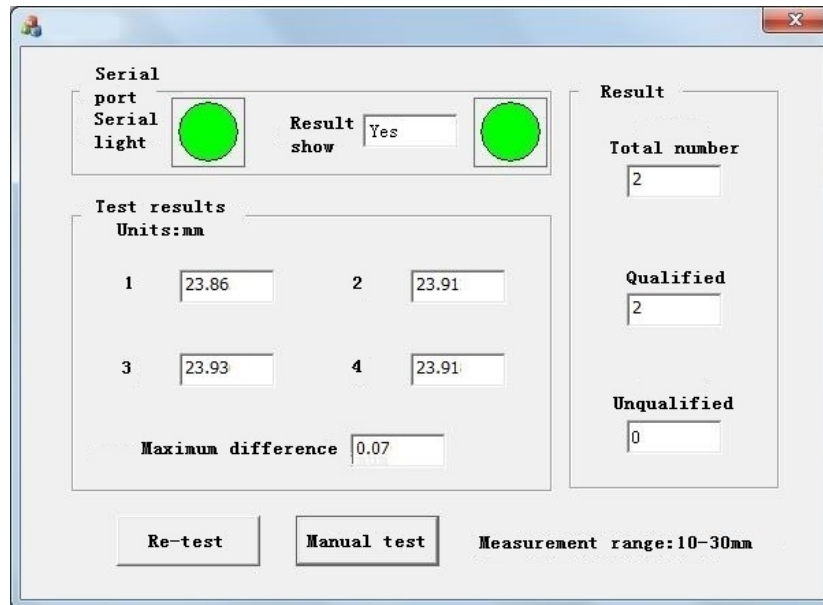 Serial
port
Serial
light
Result
show
Yes
Result
Total number
2
Qualified
2
Unqualified
0
Test results
Units:mm
1
23.86
2
23.91
3
23.93
4
23.91
Maximum difference
0.07
Re-test
Manual test
Measurement range:10-30mm